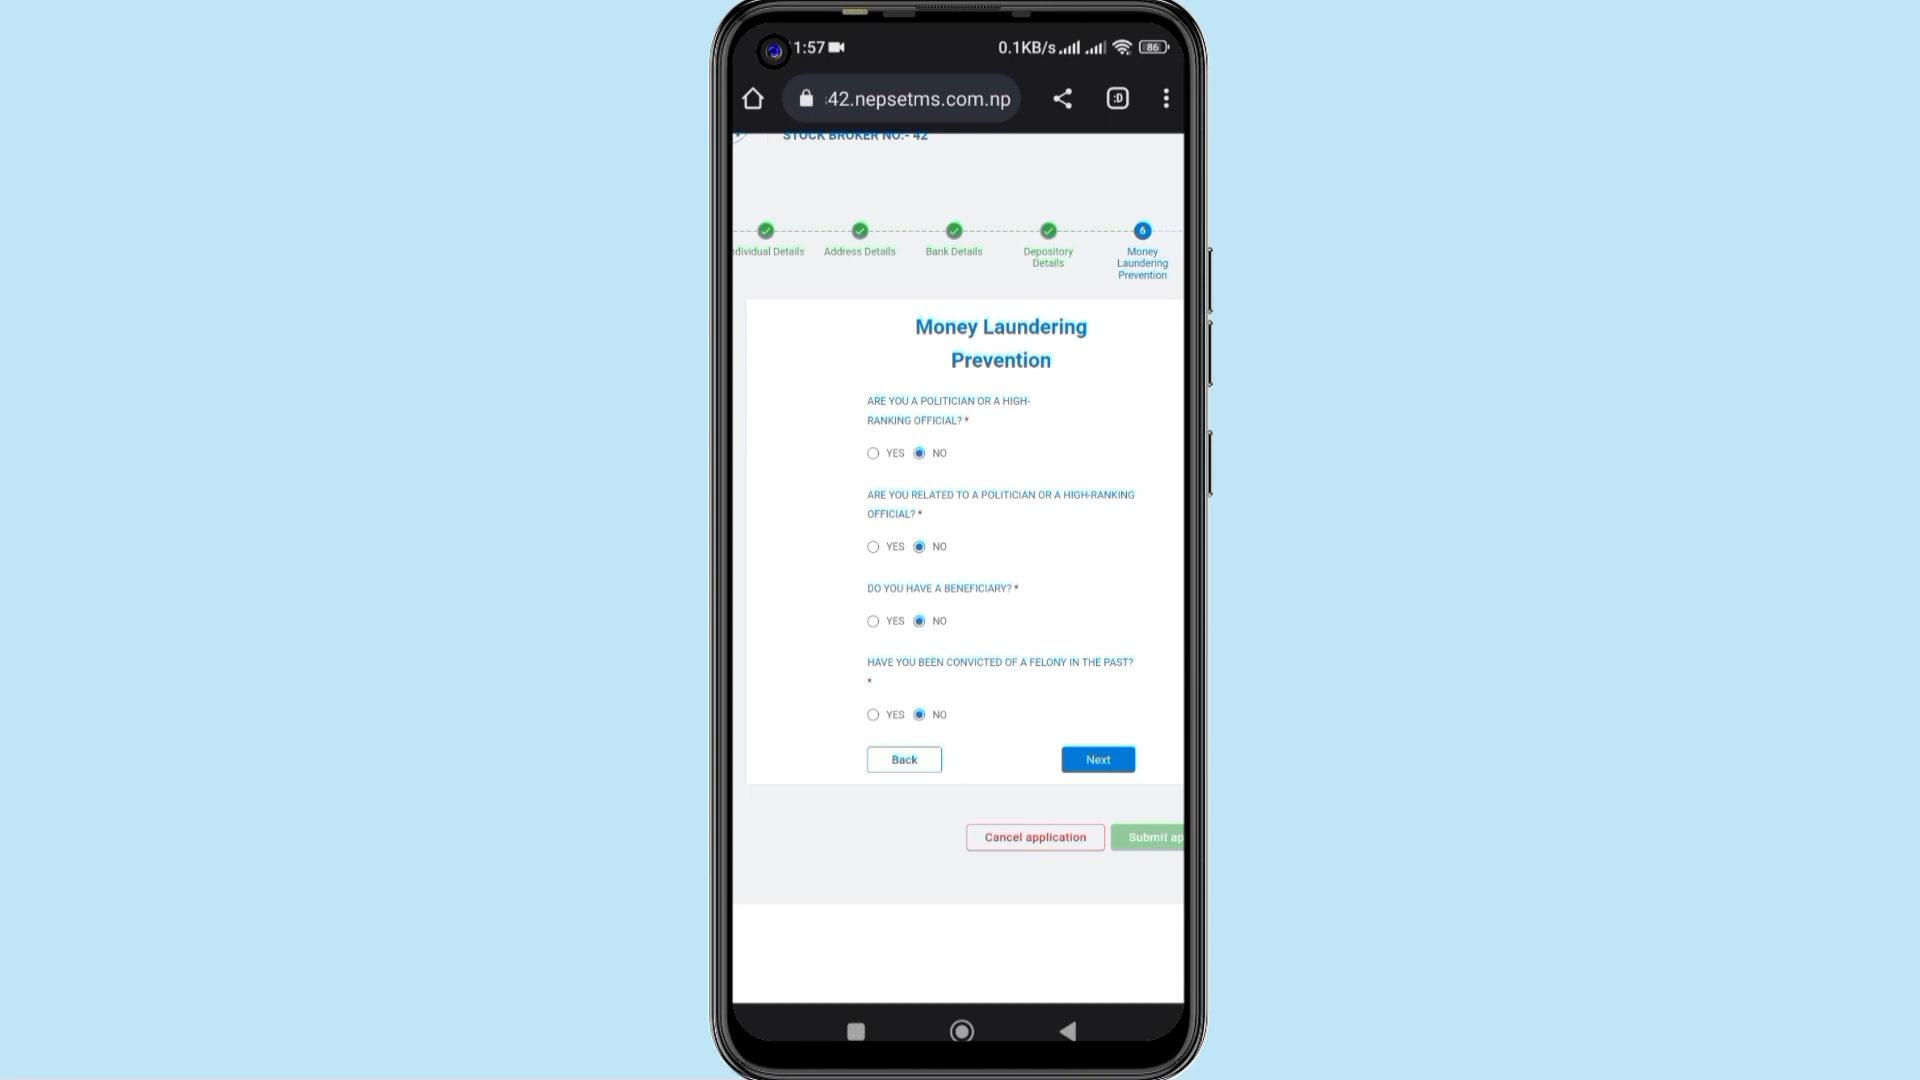 1:57
0.1KB/s
86
42.nepsetms.com.np
:D
STOCK BROKER NO.- 42
6
dividual Details
Address Details
Bank Details
Depository
Details
Money
Laundering
Prevention
Money Laundering
Prevention
ARE YOU A POLITICIAN OR A HIGH-
RANKING OFFICIAL? *
YES NO
ARE YOU RELATED TO A POLITICIAN OR A HIGH-RANKING
OFFICIAL? *
YES NO
DO YOU HAVE A BENEFICIARY? *
YES NO
HAVE YOU BEEN CONVICTED OF A FELONY IN THE PAST?
*
YES NO
Back Next
Cancel application Submit ap